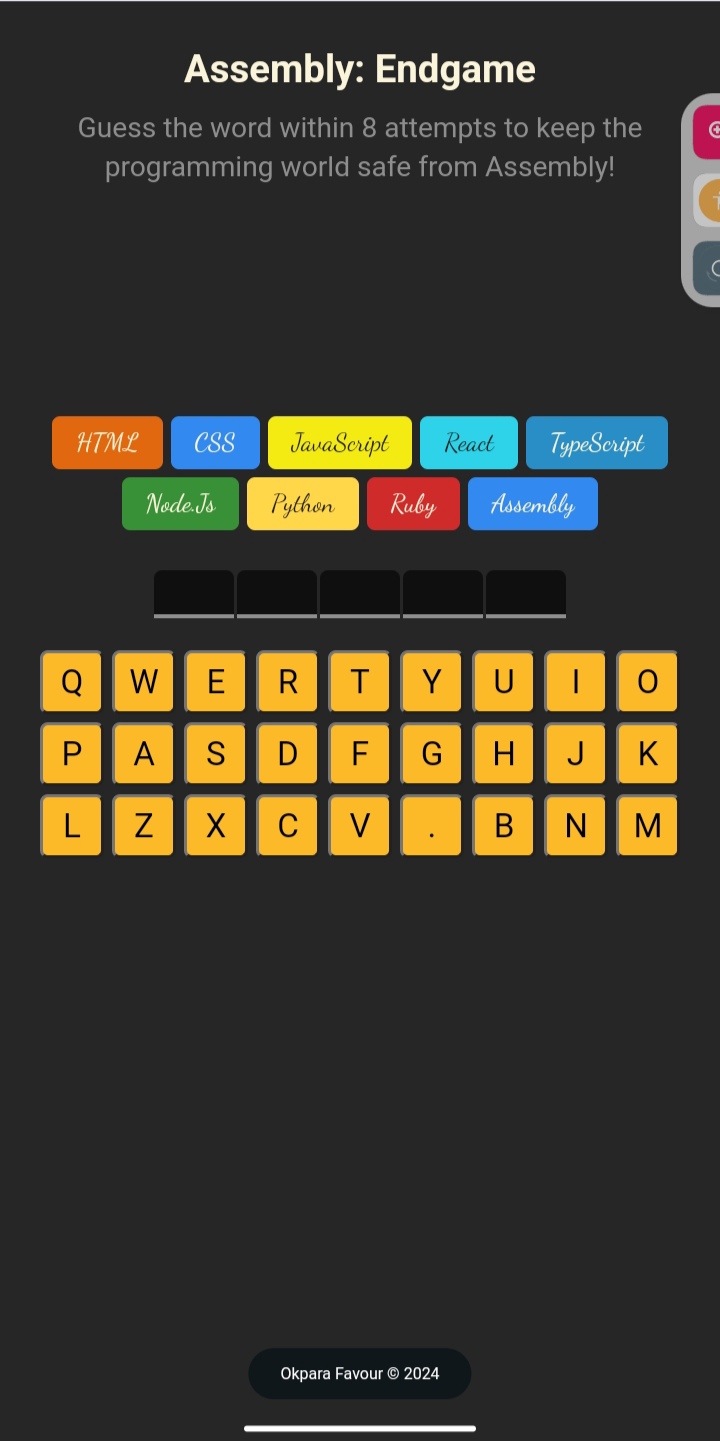 Assembly: Endgame
Guess the word within 8 attempts to keep the
programming world safe from Assembly!
HTML CSS JavaScript React TypeScript
Node.Js Python Ruby Assembly
Q W E R T Y U I O
P A S D F G H J K
L Z X C V . B N M
Okpara Favour © 2024